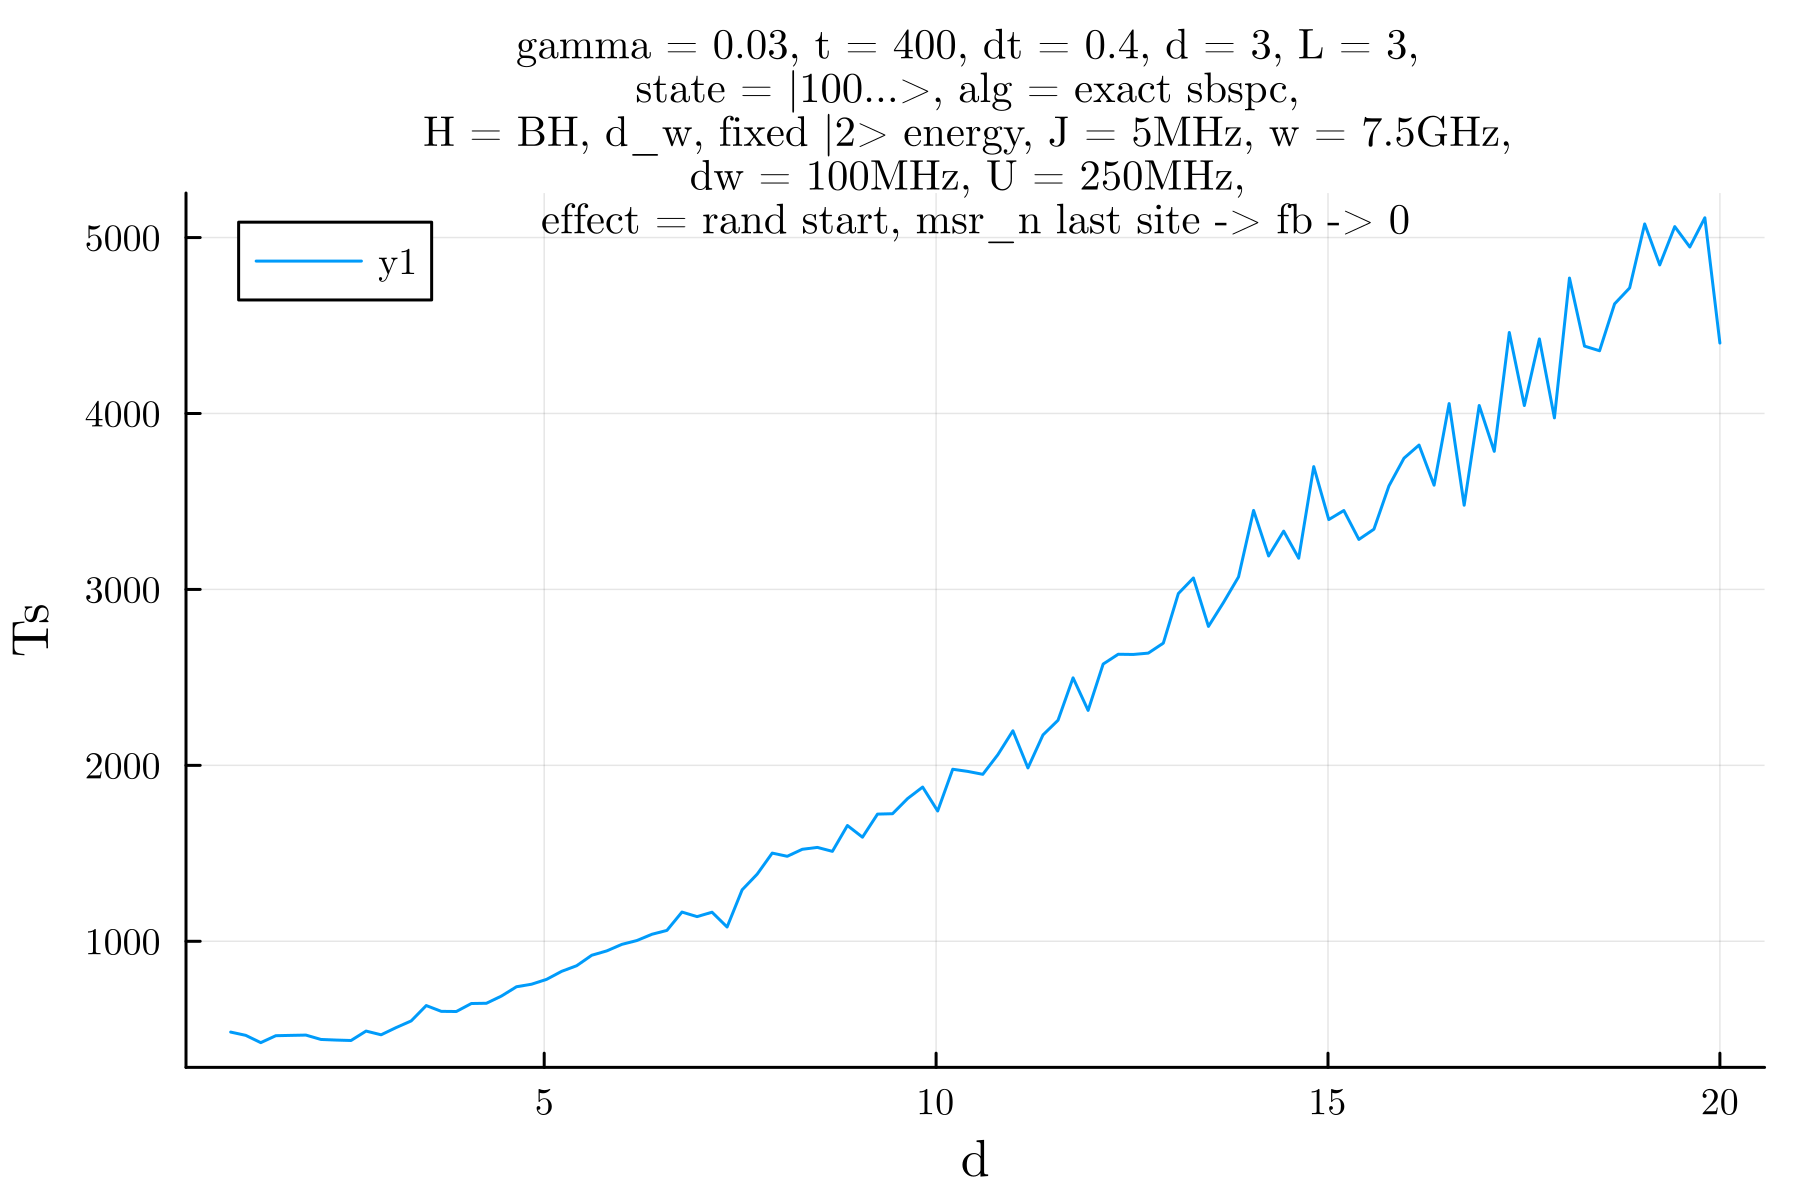 gamma = 0.03, t = 400, dt = 0.4, d = 3, L = 3,
state = |100...>, alg = exact sbspc,
H = BH, d_w, fixed |2> energy, J = 5MHz, w = 7.5GHz,
dw = 100MHz, U = 250MHz,
effect = rand start, msr_n last site -> fb -> 0
y1
5000
4000
3000
2000
1000
Ts
5
10
15
20
d